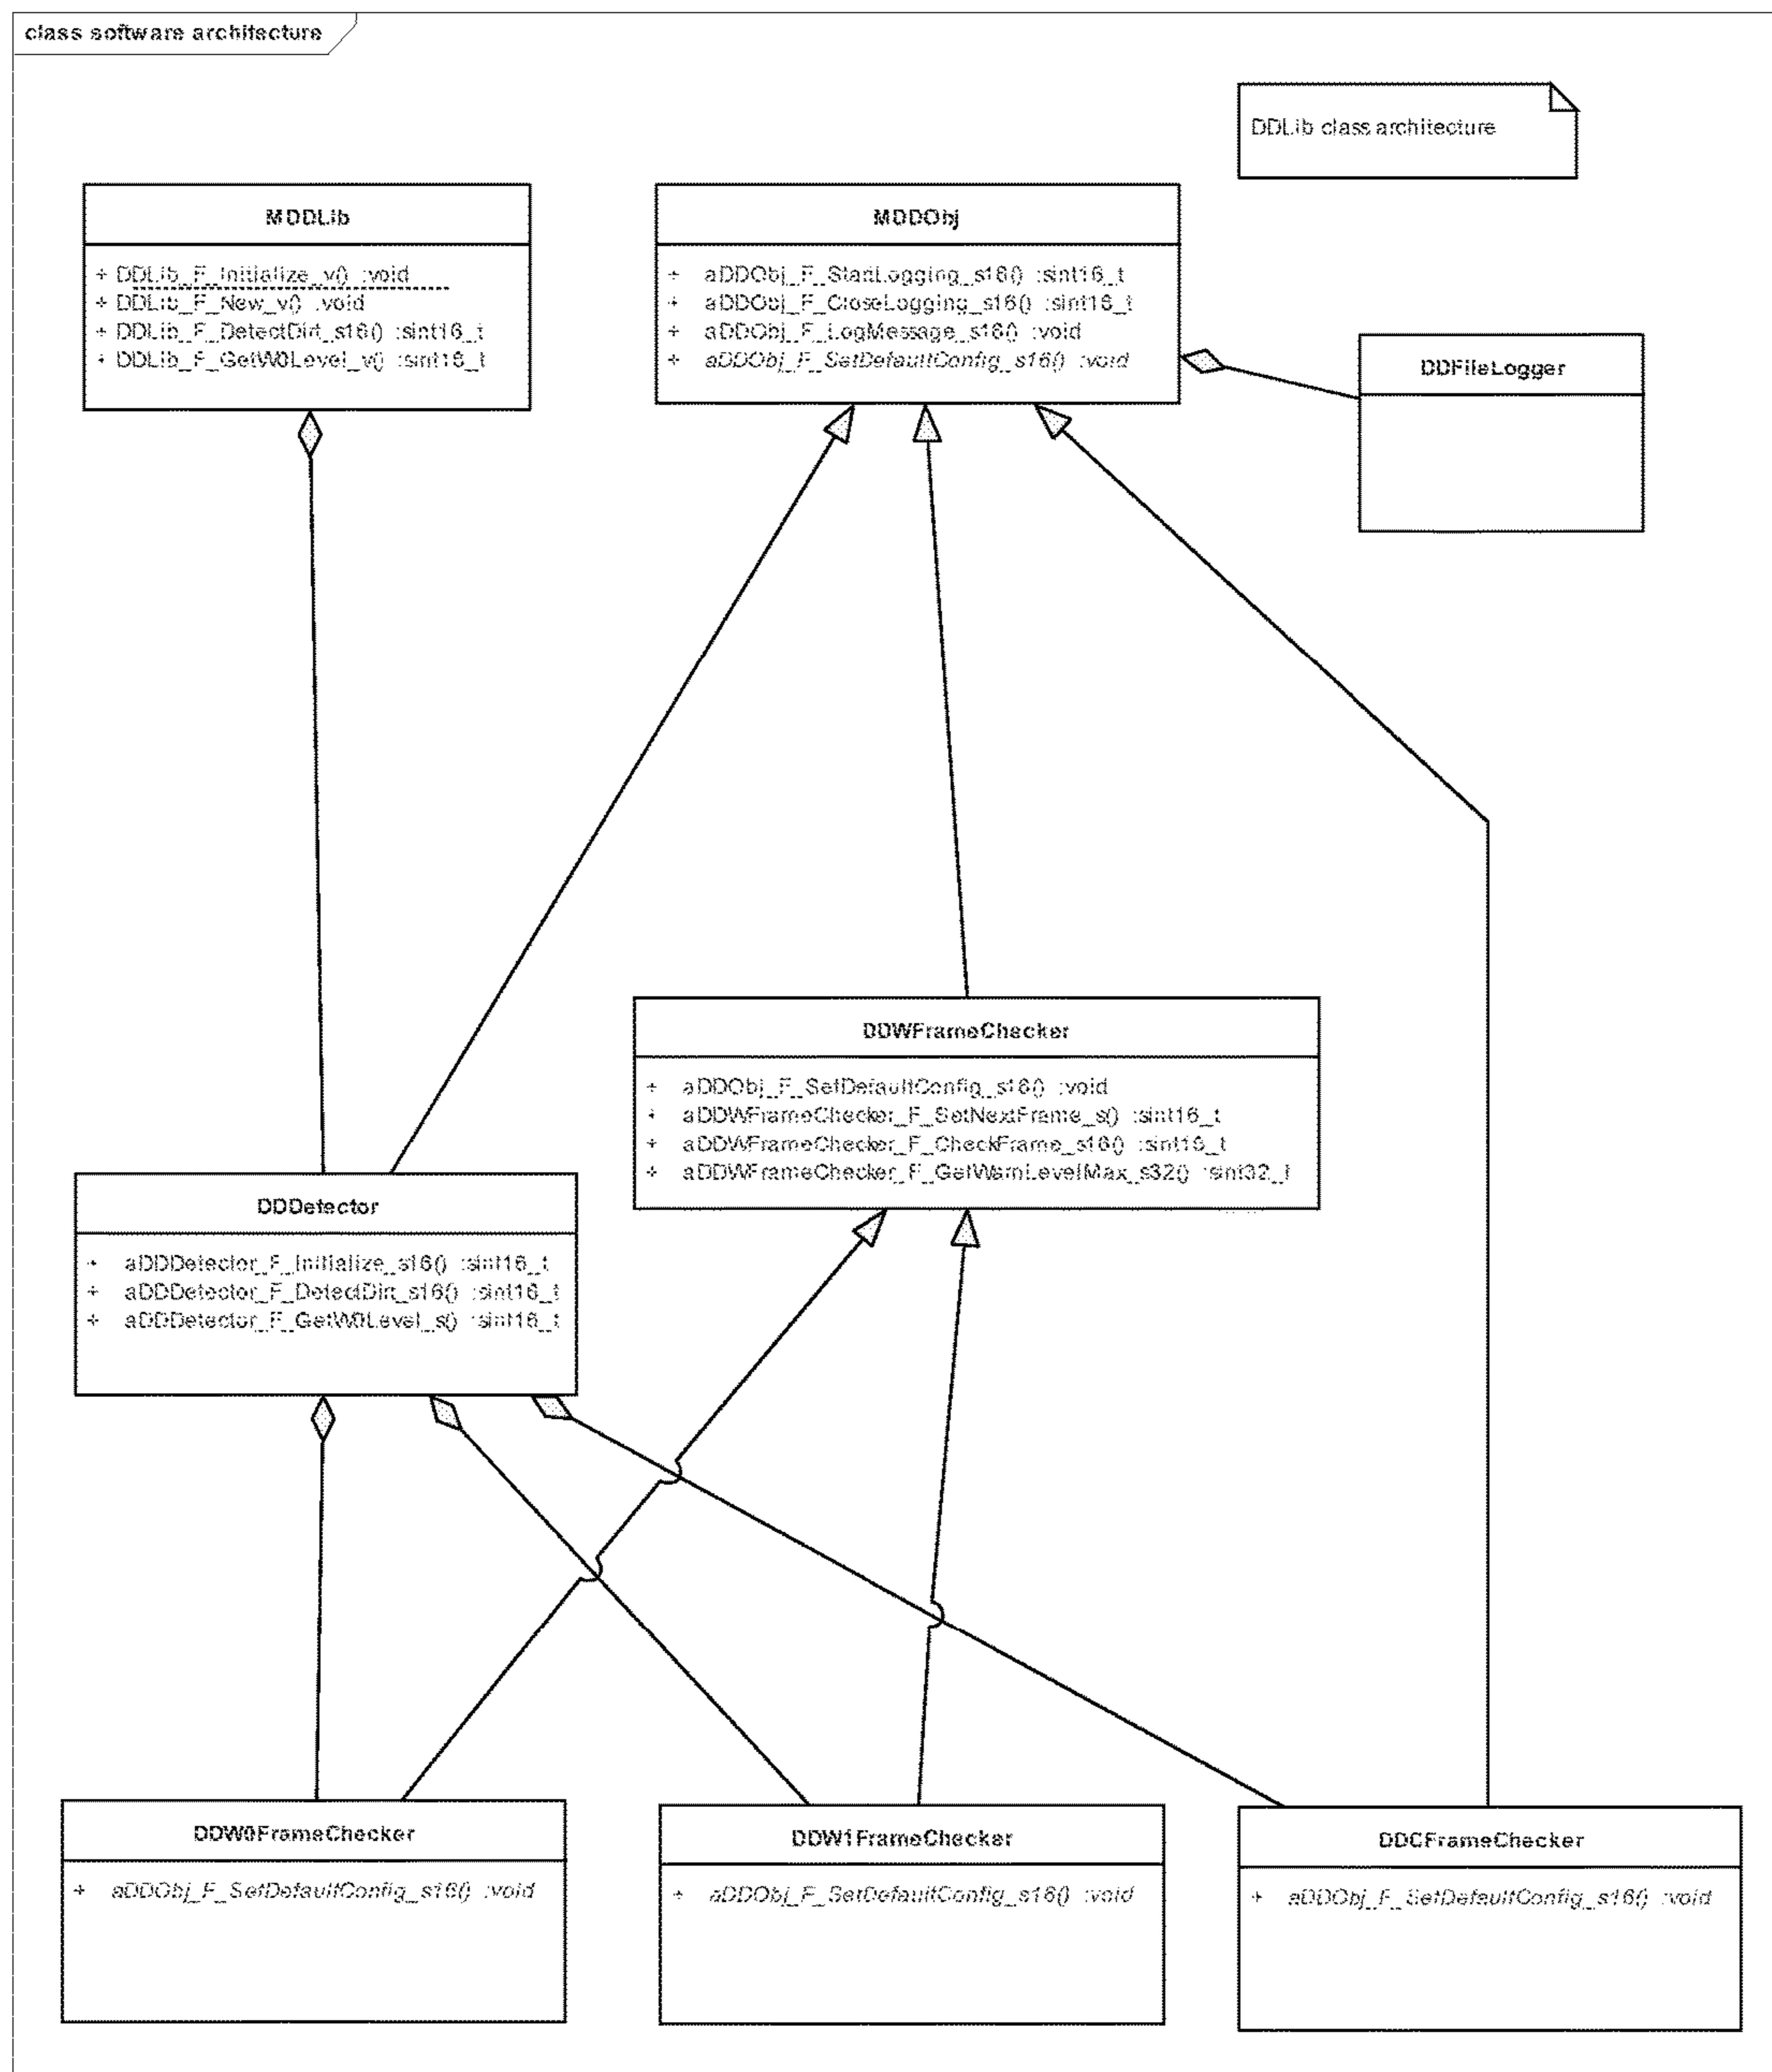 class software architecture
DDLib class architecture
MDDLib
+ DDLib_F_Initialize_v() :void
+ DDLib_F_New_v() :void
+ DDLib_F_DetectDirt_s16() :sint16_t
+ DDLib_F_GetW0Level_v() :sint16_t
MDDObj
+ aDDObj_F_StartLogging_s16() :sint16_t
+ aDDObj_F_CloseLogging_s16() :sint16_t
+ aDDObj_F_LogMessage_s16() :void
+ aDDObj_F_SetDefaultConfig_s16() :void
DDFileLogger
DDWFrameChecker
+ aDDObj_F_SetDefaultConfig_s16() :void
+ aDDWFrameChecker_F_SetNextFrame_s() :sint16_t
+ aDDWFrameChecker_F_CheckFrame_s16() :sint16_t
+ aDDWFrameChecker_F_GetWarnLevelMax_s32() :sint32_t
DDDetector
+ aDDDetector_F_Initialize_s16() :sint16_t
+ aDDDetector_F_DetectDirt_s16() :sint16_t
+ aDDDetector_F_GetW0Level_s() :sint16_t
DDW0FrameChecker
+ aDDObj_F_SetDefaultConfig_s16() :void
DDW1FrameChecker
+ aDDObj_F_SetDefaultConfig_s16() :void
DDCFrameChecker
+ aDDObj_F_SetDefaultConfig_s16() :void